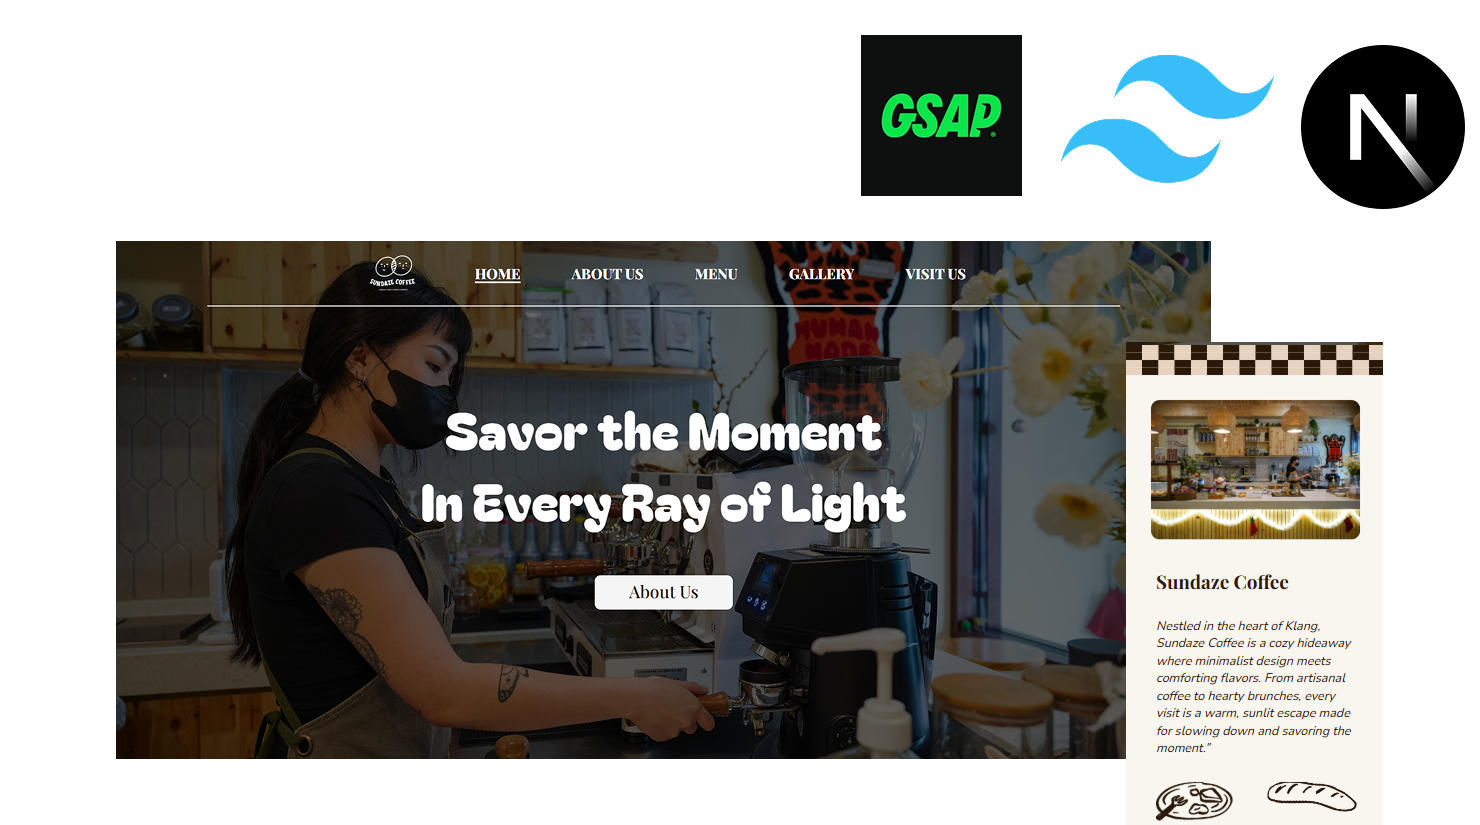 GSAP
SUNDAZE COFFEE
HOME
ABOUT US
MENU
GALLERY
VISIT US
HUMAN
MADE
Savor the Moment
In Every Ray of Light
About Us
Sundaze Coffee
Nestled in the heart of Klang,
Sundaze Coffee is a cozy hideaway
where minimalist design meets
comforting flavors. From artisanal
coffee to hearty brunches, every
visit is a warm, sunlit escape made
for slowing down and savoring the
moment."